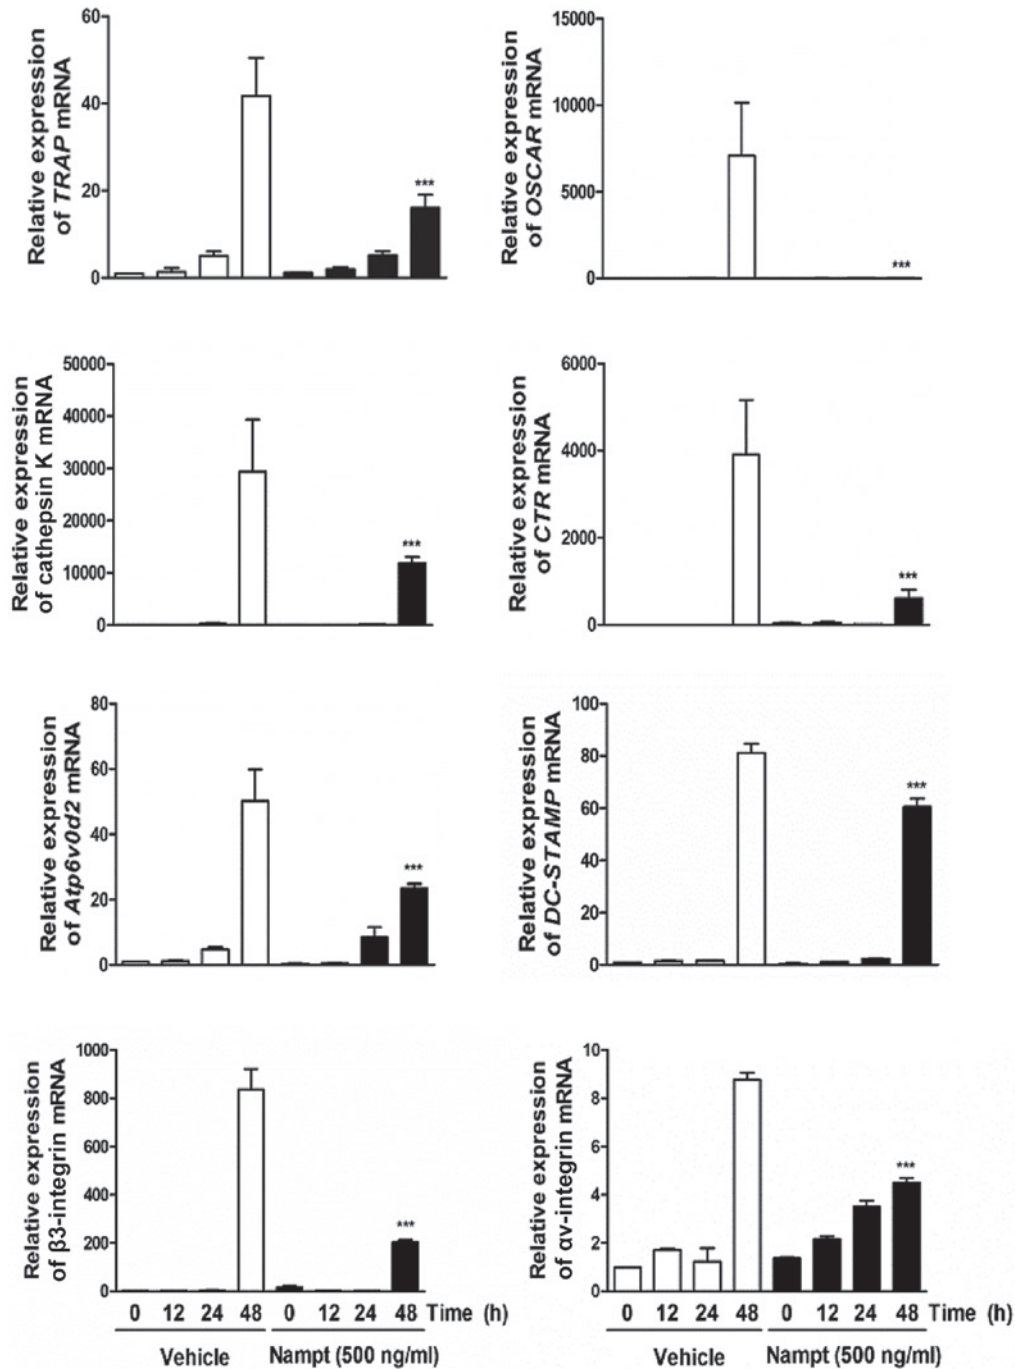 Relative expression
of TRAP mRNA
60
40
20
0
***
Relative expression
of OSCAR mRNA
15000
10000
5000
0
***
Relative expression
of cathepsin K mRNA
50000
40000
30000
20000
10000
0
***
Relative expression
of CTR mRNA
6000
4000
2000
0
***
Relative expression
of Atp6v0d2 mRNA
80
60
40
20
0
***
Relative expression
of DC-STAMP mRNA
100
80
60
40
20
0
***
Relative expression
of β3-integrin mRNA
1000
800
600
400
200
0
***
0 12 24 48 0 12 24 48 Time (h)
Vehicle Nampt (500 ng/ml)
Relative expression
of αv-integrin mRNA
10
8
6
4
2
0
***
0 12 24 48 0 12 24 48 Time (h)
Vehicle Nampt (500 ng/ml)